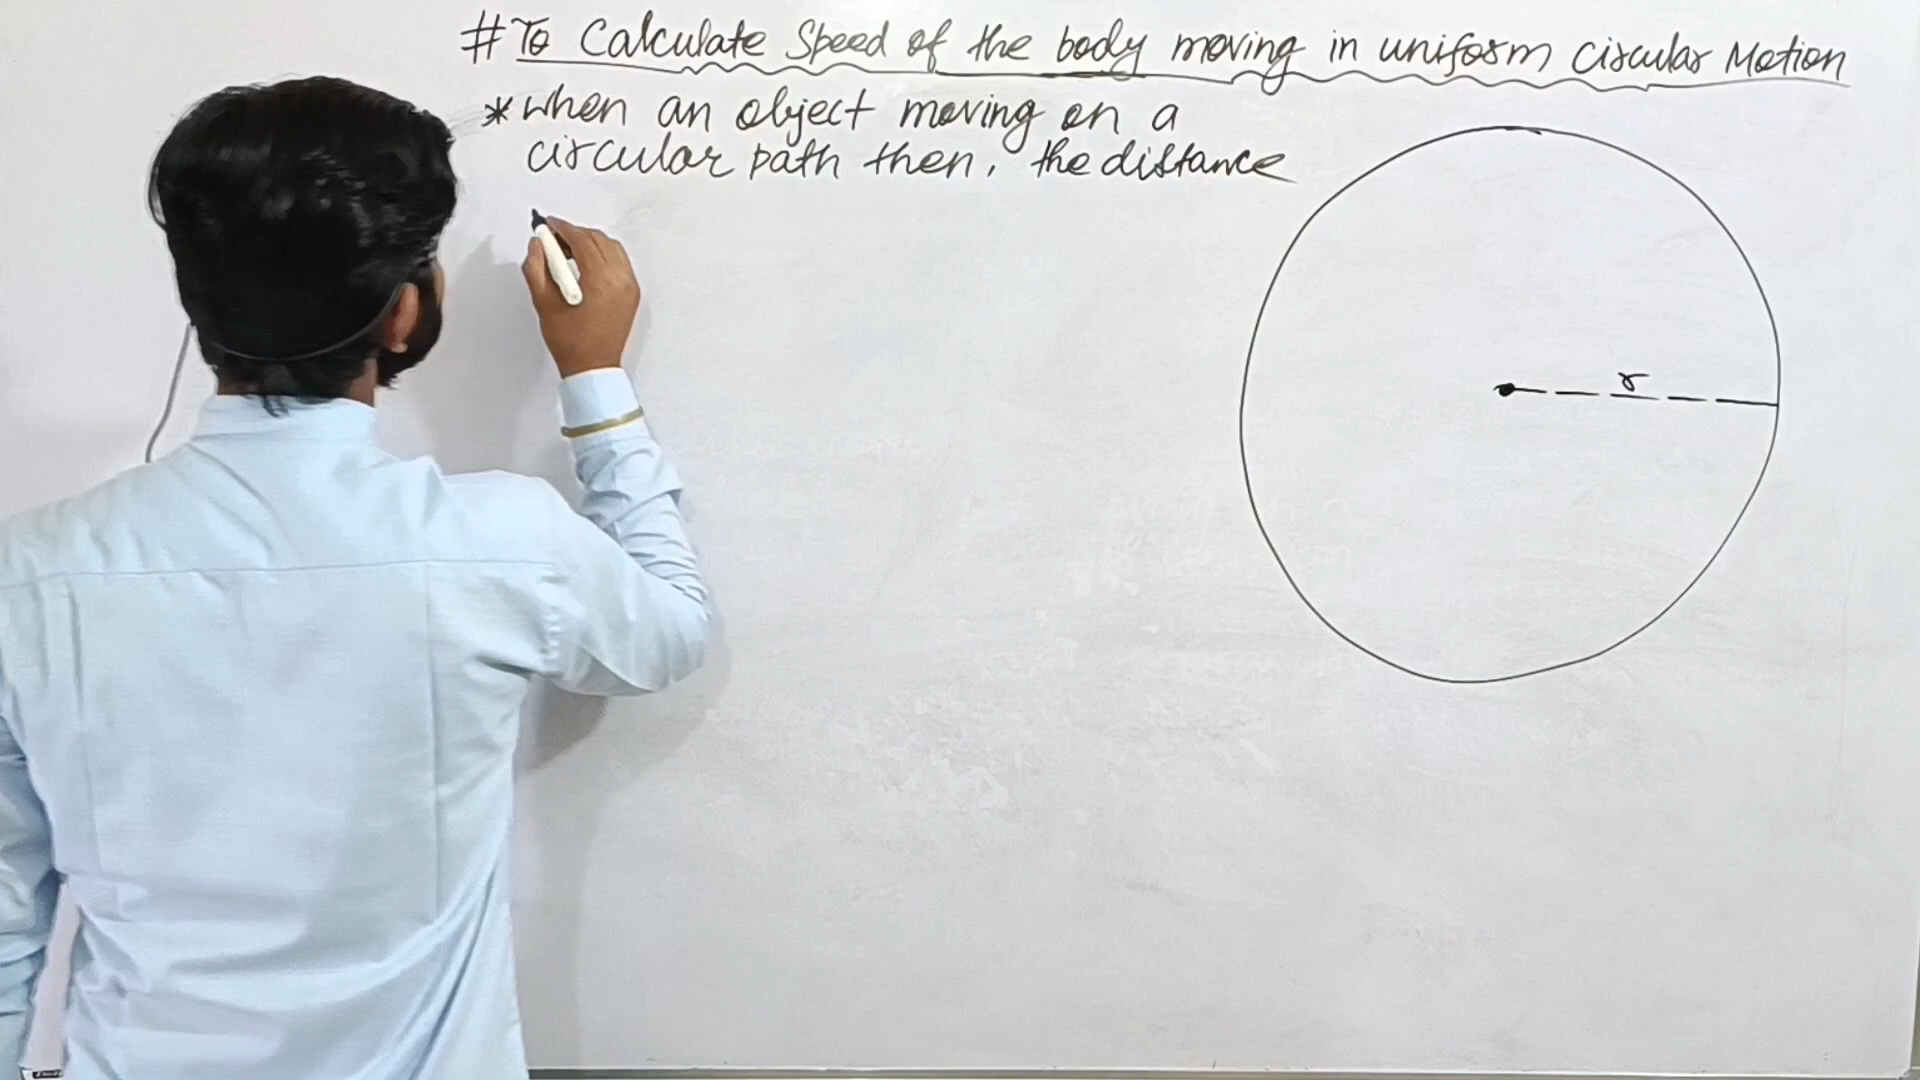 # To Calculate Speed of the body moving in uniform Circular Motion
* when an object moving on a
circular path then, the distance
r